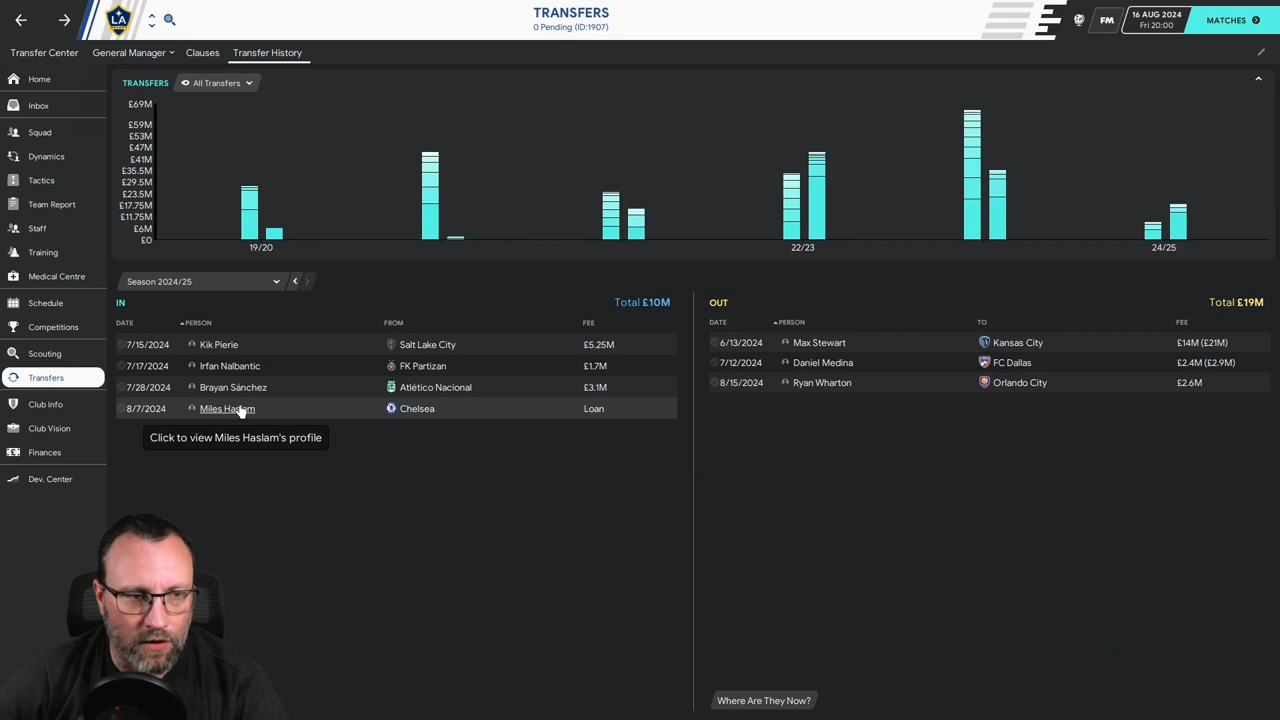 LA
TRANSFERS
0 Pending (ID:1907)
FM
16 AUG 2024
Fri 20:00
MATCHES
Transfer Center
General Manager
Clauses
Transfer History
Home
Inbox
Squad
Dynamics
Tactics
Team Report
Staff
Training
Medical Centre
Schedule
Competitions
Scouting
Transfers
Club Info
Club Vision
Finances
Dev. Center
TRANSFERS
All Transfers
£69M
£59M
£53M
£47M
£41M
£35.5M
£29.5M
£23.5M
£17.75M
£11.75M
£6M
£0
19/20
22/23
24/25
Season 2024/25
IN
Total £10M
DATE PERSON FROM FEE
7/15/2024 Kik Pierie Salt Lake City £5.25M
7/17/2024 Irfan Nalbantic FK Partizan £1.7M
7/28/2024 Brayan Sánchez Atlético Nacional £3.1M
8/7/2024 Miles Haslam Chelsea Loan
Click to view Miles Haslam's profile
OUT
Total £19M
DATE PERSON TO FEE
6/13/2024 Max Stewart Kansas City £14M (£21M)
7/12/2024 Daniel Medina FC Dallas £2.4M (£2.9M)
8/15/2024 Ryan Wharton Orlando City £2.6M
Where Are They Now?